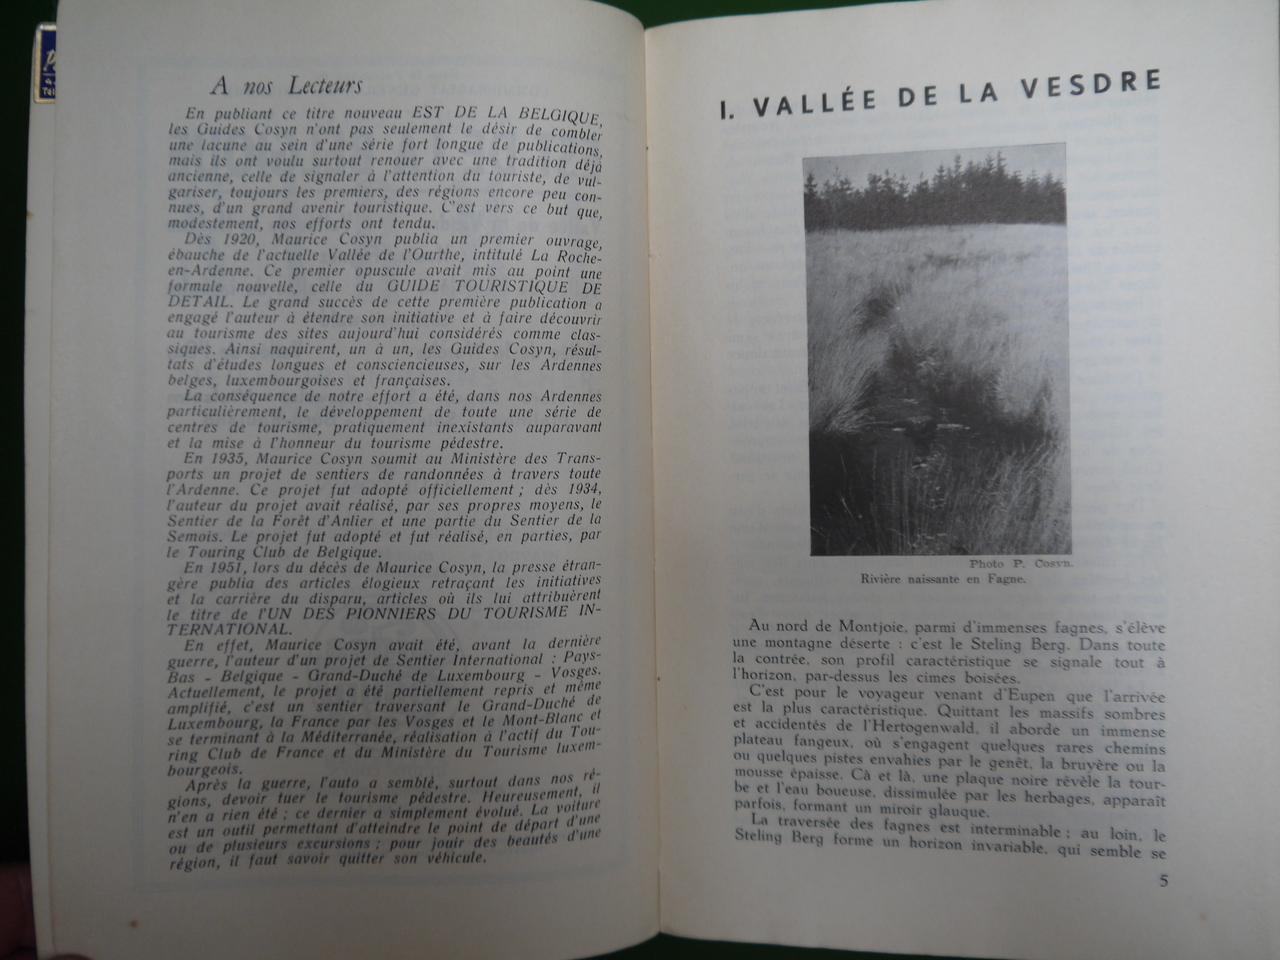 A nos Lecteurs
En publiant ce titre nouveau EST DE LA BELGIQUE,
les Guides Cosyn n'ont pas seulement le désir de combler
une lacune au sein d'une série fort longue de publications,
mais ils ont voulu surtout renouer avec une tradition déjà
ancienne, celle de signaler à l'attention du touriste, de vul-
gariser, toujours les premiers, des régions encore peu con-
nues, d'un grand avenir touristique. C'est vers ce but que,
modestement, nos efforts ont tendu.
Dès 1920, Maurice Cosyn publia un premier ouvrage,
ébauche de l'actuelle Vallée de l'Ourthe, intitulé La Roche-
en-Ardenne. Ce premier opuscule avait mis au point une
formule nouvelle, celle du GUIDE TOURISTIQUE DE
DETAIL. Le grand succès de cette première publication a
engagé l'auteur à étendre son initiative et à faire découvrir
au tourisme des sites aujourd'hui considérés comme clas-
siques. Ainsi naquirent, un à un, les Guides Cosyn, résul-
tats d'études longues et consciencieuses, sur les Ardennes
belges, luxembourgoises et françaises.
La conséquence de notre effort a été, dans nos Ardennes
particulièrement, le développement de toute une série de
centres de tourisme, pratiquement inexistants auparavant
et la mise à l'honneur du tourisme pédestre.
En 1935, Maurice Cosyn soumit au Ministère des Trans-
ports un projet de sentiers de randonnées à travers toute
l'Ardenne. Ce projet fut adopté officiellement ; dès 1934,
l'auteur du projet avait réalisé, par ses propres moyens, le
Sentier de la Forêt d'Anlier et une partie du Sentier de la
Semois. Le projet fut adopté et fut réalisé, en parties, par
le Touring Club de Belgique.
En 1951, lors du décès de Maurice Cosyn, la presse étran-
gère publia des articles élogieux retraçant les initiatives
et la carrière du disparu, articles où ils lui attribuèrent
le titre de l'UN DES PIONNIERS DU TOURISME IN-
TERNATIONAL.
En effet, Maurice Cosyn avait été, avant la dernière
guerre, l'auteur d'un projet de Sentier International : Pays-
Bas - Belgique - Grand-Duché de Luxembourg - Vosges.
Actuellement, le projet a été partiellement repris et même
amplifié, c'est un sentier traversant le Grand-Duché de
Luxembourg, la France par les Vosges et le Mont-Blanc et
se terminant à la Méditerranée, réalisation à l'actif du Tou-
ring Club de France et du Ministère du Tourisme luxem-
bourgeois.
Après la guerre, l'auto a semblé, surtout dans nos ré-
gions, devoir tuer le tourisme pédestre. Heureusement, il
n'en a rien été ; ce dernier a simplement évolué. La voiture
est un outil permettant d'atteindre le point de départ d'une
ou de plusieurs excursions ; pour jouir des beautés d'une
région, il faut savoir quitter son véhicule.
I. VALLÉE DE LA VESDRE
Photo P. Cosyn.
Rivière naissante en Fagne.
Au nord de Montjoie, parmi d'immenses fagnes, s'élève
une montagne déserte : c'est le Steling Berg. Dans toute
la contrée, son profil caractéristique se signale tout à
l'horizon, par-dessus les cimes boisées.
C'est pour le voyageur venant d'Eupen que l'arrivée
est la plus caractéristique. Quittant les massifs sombres
et accidentés de l'Hertogenwald, il aborde un immense
plateau fangeux, où s'engagent quelques rares chemins
ou quelques pistes envahies par le genêt, la bruyère ou la
mousse épaisse. Cà et là, une plaque noire révèle la tour-
be et l'eau boueuse, dissimulée par les herbages, apparaît
parfois, formant un miroir glauque.
La traversée des fagnes est interminable ; au loin, le
Steling Berg forme un horizon invariable, qui semble se
5